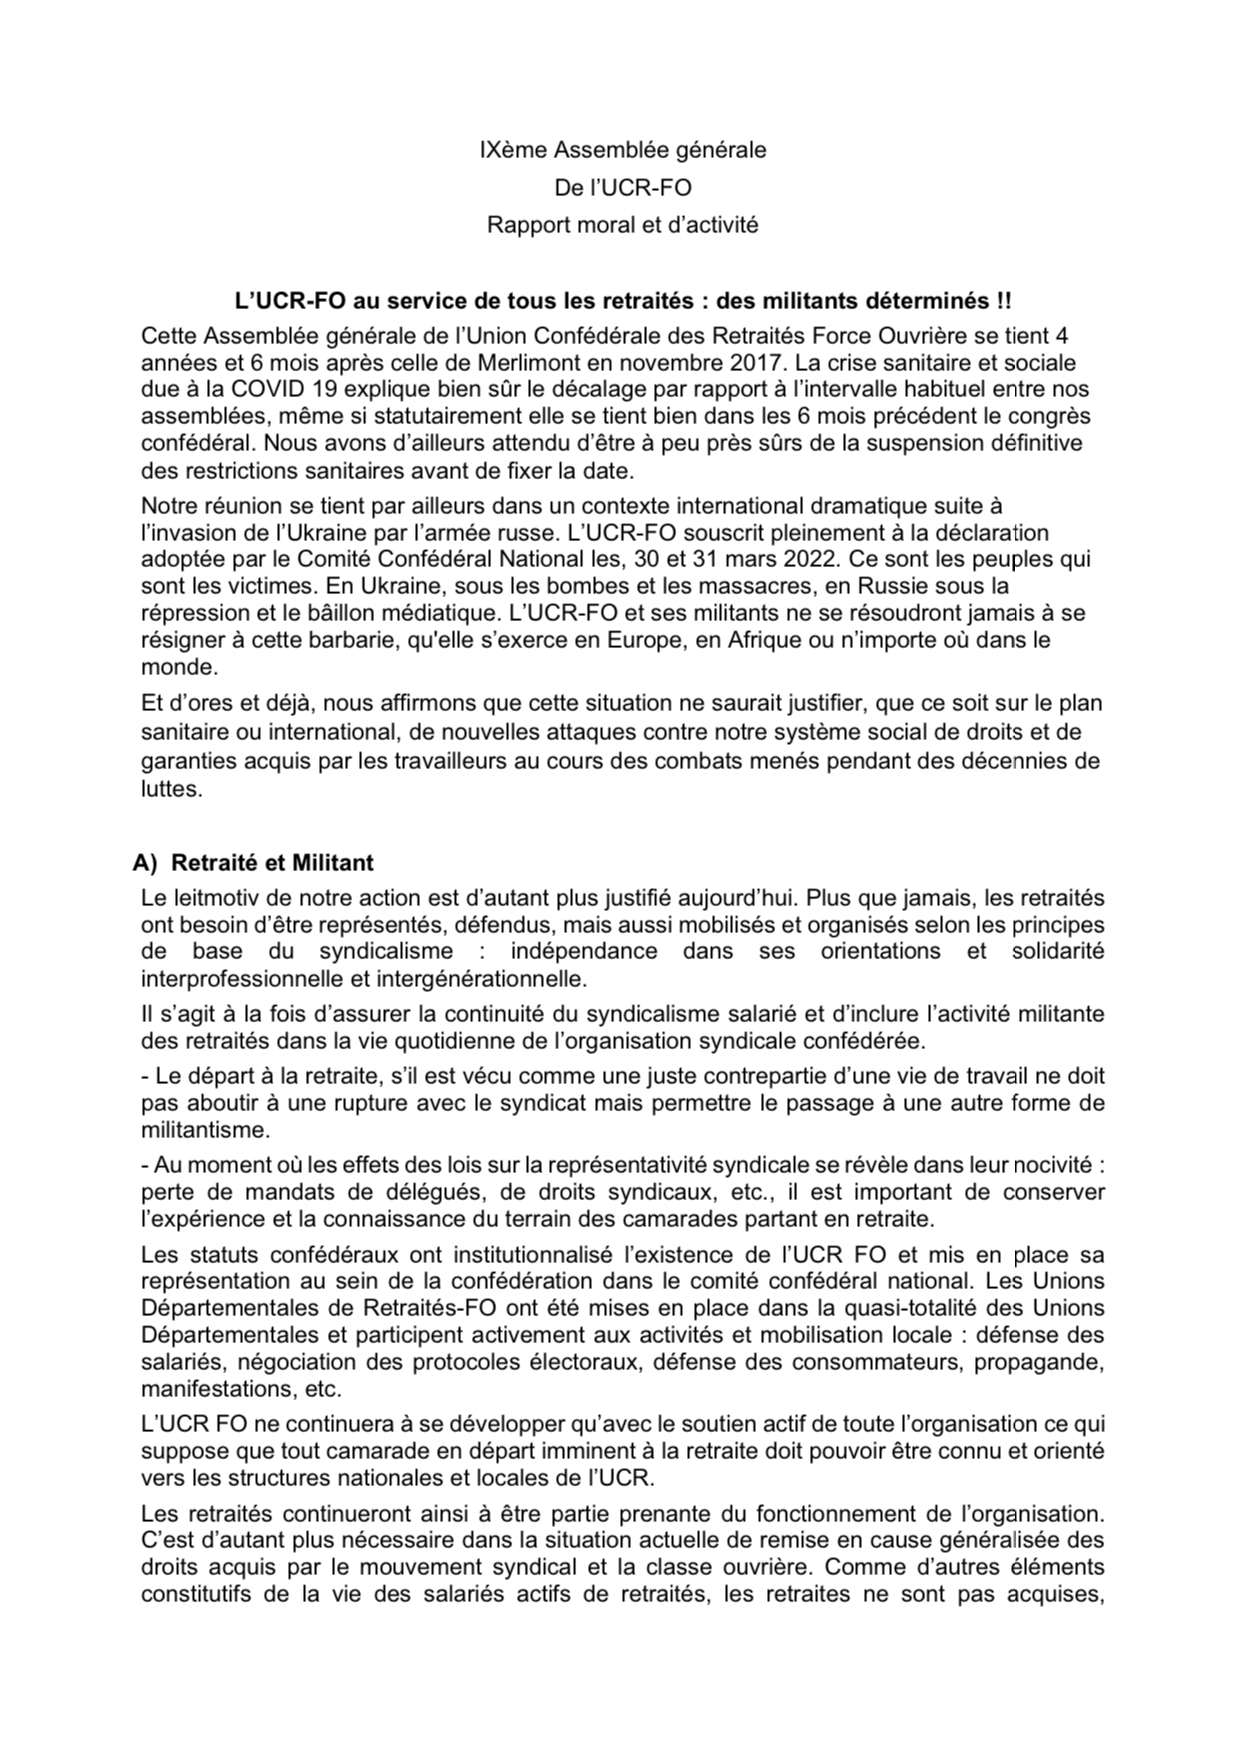 IXème Assemblée générale
De l’UCR-FO
Rapport moral et d’activité
L’UCR-FO au service de tous les retraités : des militants déterminés !!
Cette Assemblée générale de l’Union Confédérale des Retraités Force Ouvrière se tient 4
années et 6 mois après celle de Merlimont en novembre 2017. La crise sanitaire et sociale
due à la COVID 19 explique bien sûr le décalage par rapport à l’intervalle habituel entre nos
assemblées, même si statutairement elle se tient bien dans les 6 mois précédent le congrès
confédéral. Nous avons d’ailleurs attendu d’être à peu près sûrs de la suspension définitive
des restrictions sanitaires avant de fixer la date.
Notre réunion se tient par ailleurs dans un contexte international dramatique suite à
l’invasion de l’Ukraine par l’armée russe. L’UCR-FO souscrit pleinement à la déclaration
adoptée par le Comité Confédéral National les, 30 et 31 mars 2022. Ce sont les peuples qui
sont les victimes. En Ukraine, sous les bombes et les massacres, en Russie sous la
répression et le bâillon médiatique. L’UCR-FO et ses militants ne se résoudront jamais à se
résigner à cette barbarie, qu'elle s’exerce en Europe, en Afrique ou n’importe où dans le
monde.
Et d’ores et déjà, nous affirmons que cette situation ne saurait justifier, que ce soit sur le plan
sanitaire ou international, de nouvelles attaques contre notre système social de droits et de
garanties acquis par les travailleurs au cours des combats menés pendant des décennies de
luttes.
A) Retraité et Militant
Le leitmotiv de notre action est d’autant plus justifié aujourd’hui. Plus que jamais, les retraités
ont besoin d’être représentés, défendus, mais aussi mobilisés et organisés selon les principes
de base du syndicalisme : indépendance dans ses orientations et solidarité
interprofessionnelle et intergénérationnelle.
Il s’agit à la fois d’assurer la continuité du syndicalisme salarié et d’inclure l’activité militante
des retraités dans la vie quotidienne de l’organisation syndicale confédérée.
- Le départ à la retraite, s’il est vécu comme une juste contrepartie d’une vie de travail ne doit
pas aboutir à une rupture avec le syndicat mais permettre le passage à une autre forme de
militantisme.
- Au moment où les effets des lois sur la représentativité syndicale se révèle dans leur nocivité :
perte de mandats de délégués, de droits syndicaux, etc., il est important de conserver
l’expérience et la connaissance du terrain des camarades partant en retraite.
Les statuts confédéraux ont institutionnalisé l’existence de l’UCR FO et mis en place sa
représentation au sein de la confédération dans le comité confédéral national. Les Unions
Départementales de Retraités-FO ont été mises en place dans la quasi-totalité des Unions
Départementales et participent activement aux activités et mobilisation locale : défense des
salariés, négociation des protocoles électoraux, défense des consommateurs, propagande,
manifestations, etc.
L’UCR FO ne continuera à se développer qu’avec le soutien actif de toute l’organisation ce qui
suppose que tout camarade en départ imminent à la retraite doit pouvoir être connu et orienté
vers les structures nationales et locales de l’UCR.
Les retraités continueront ainsi à être partie prenante du fonctionnement de l’organisation.
C’est d’autant plus nécessaire dans la situation actuelle de remise en cause généralisée des
droits acquis par le mouvement syndical et la classe ouvrière. Comme d’autres éléments
constitutifs de la vie des salariés actifs de retraités, les retraites ne sont pas acquises,